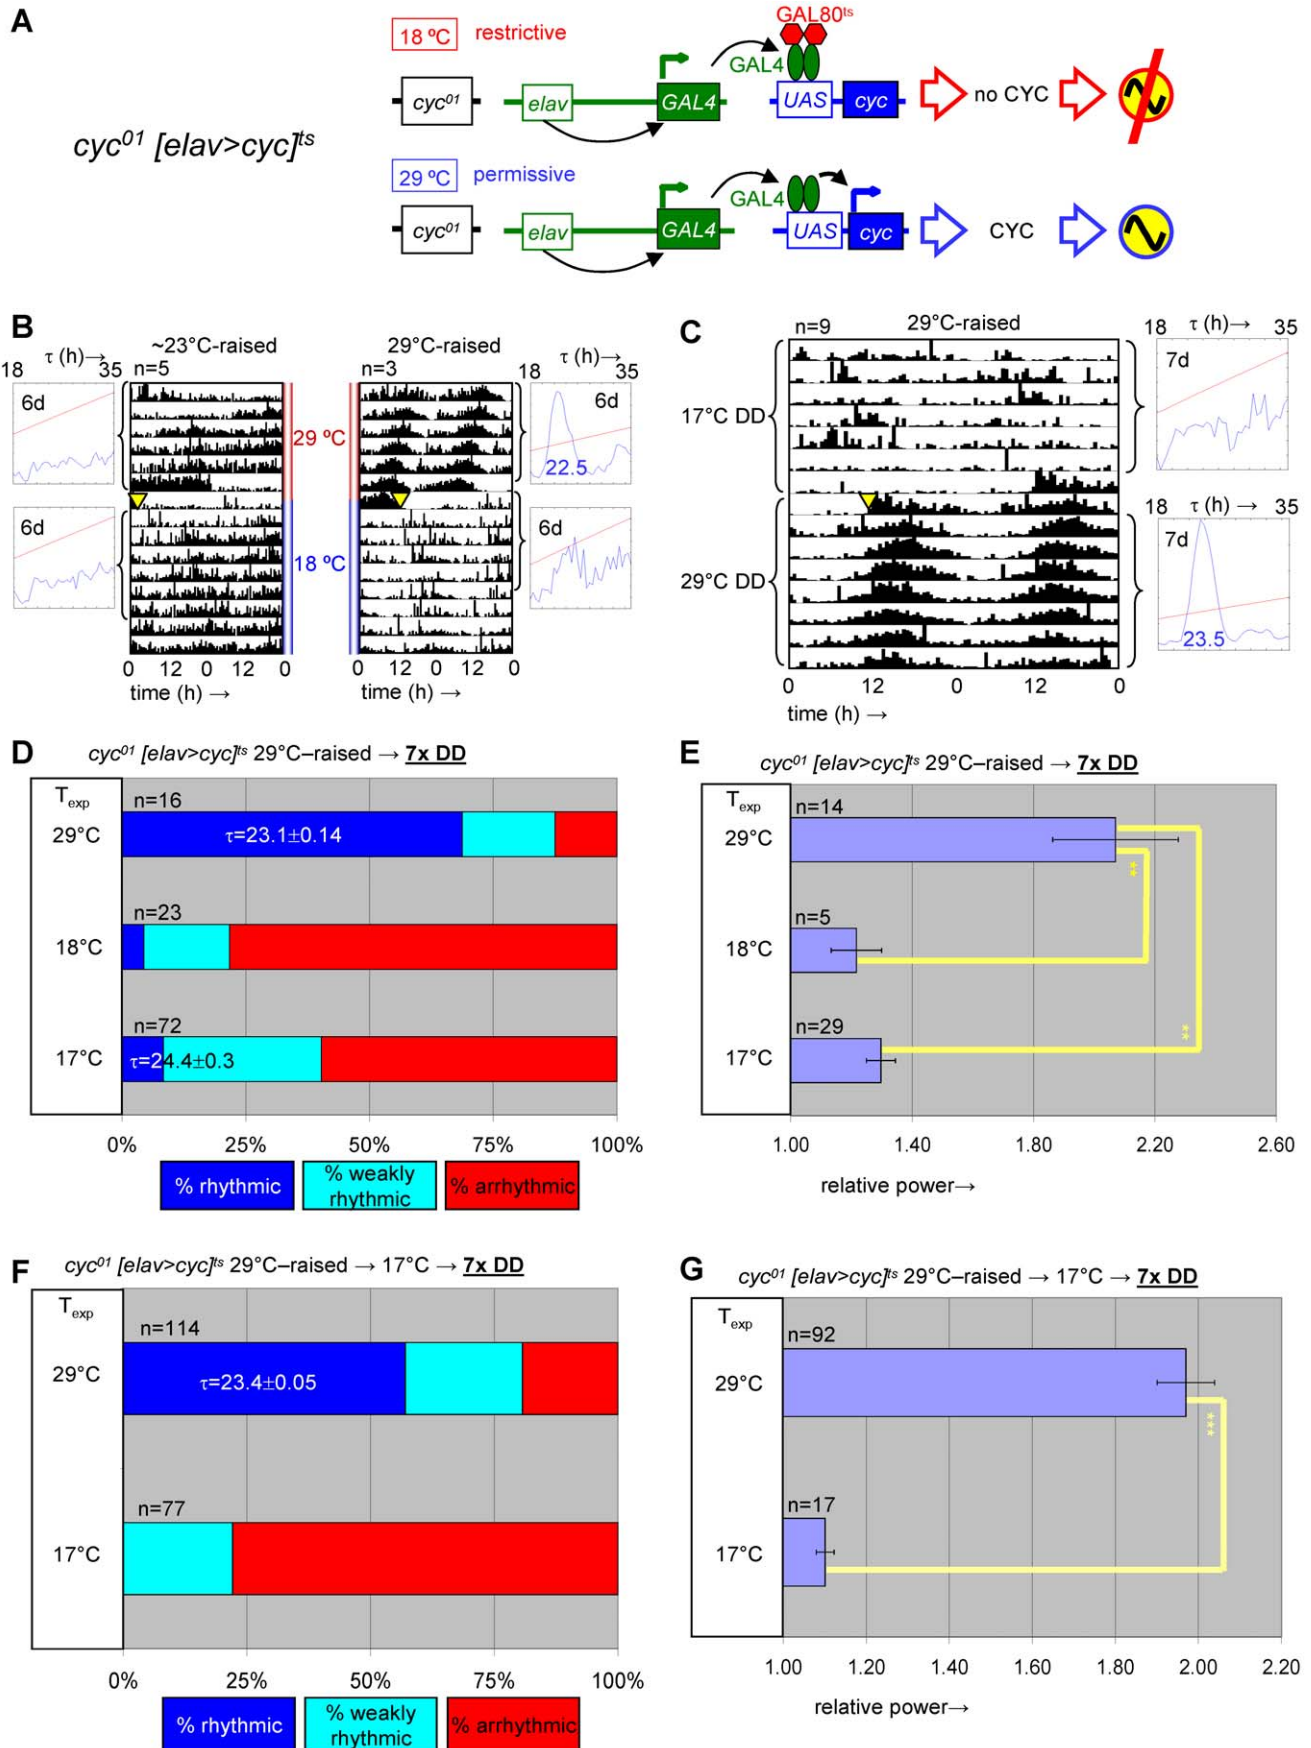 A
18 ºC restrictive
GAL80ts
GAL4
cyc01 elav GAL4 UAS cyc no CYC
cyc01 [elav>cyc]ts
29 ºC permissive
GAL4
cyc01 elav GAL4 UAS cyc CYC
B
~23°C-raised 29°C-raised
τ (h)→ τ (h)→
18 35 n=5 n=3 18 35
6d 6d
29 ºC
22.5
6d 6d
18 ºC
0 12 0 12 0 0 12 0 12 0
time (h) → time (h) →
C
n=9 29°C-raised 18 τ (h)→ 35
7d
17°C DD
18 τ (h) → 35
7d
29°C DD
23.5
0 12 0 12 0
time (h) →
D
cyc01 [elav>cyc]ts 29°C–raised → 7x DD
Texp
n=16
29°C τ=23.1±0.14
n=23
18°C
n=72
17°C τ=24.4±0.3
0% 25% 50% 75% 100%
% rhythmic % weakly rhythmic % arrhythmic
E
cyc01 [elav>cyc]ts 29°C–raised → 7x DD
Texp
n=14
29°C
**
n=5
18°C
**
n=29
17°C
1.00 1.40 1.80 2.20 2.60
relative power→
F
cyc01 [elav>cyc]ts 29°C–raised → 17°C → 7x DD
Texp
n=114
29°C τ=23.4±0.05
n=77
17°C
0% 25% 50% 75% 100%
% rhythmic % weakly rhythmic % arrhythmic
G
cyc01 [elav>cyc]ts 29°C–raised → 17°C → 7x DD
Texp
n=92
29°C
***
n=17
17°C
1.00 1.20 1.40 1.60 1.80 2.00 2.20
relative power→